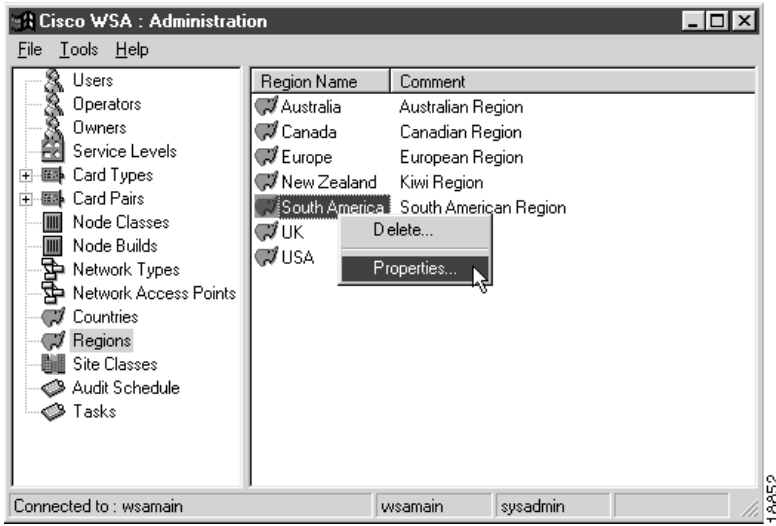 Cisco WSA : Administration
File Tools Help
Users
Operators
Owners
Service Levels
Card Types
Card Pairs
Node Classes
Node Builds
Network Types
Network Access Points
Countries
Regions
Site Classes
Audit Schedule
Tasks
Region Name Comment
Australia Australian Region
Canada Canadian Region
Europe European Region
New Zealand Kiwi Region
South America South American Region
UK
USA
Delete...
Properties...
Connected to : wsamain wsamain sysadmin
18852